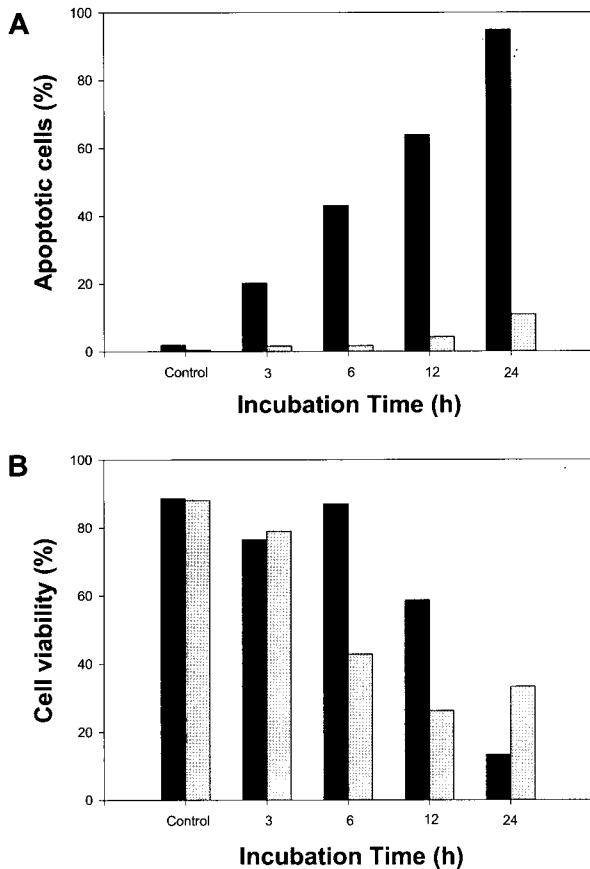 A
100
80
60
40
20
0
Apoptotic cells (%)
Control 3 6 12 24
Incubation Time (h)
B
100
80
60
40
20
0
Cell viability (%)
Control 3 6 12 24
Incubation Time (h)